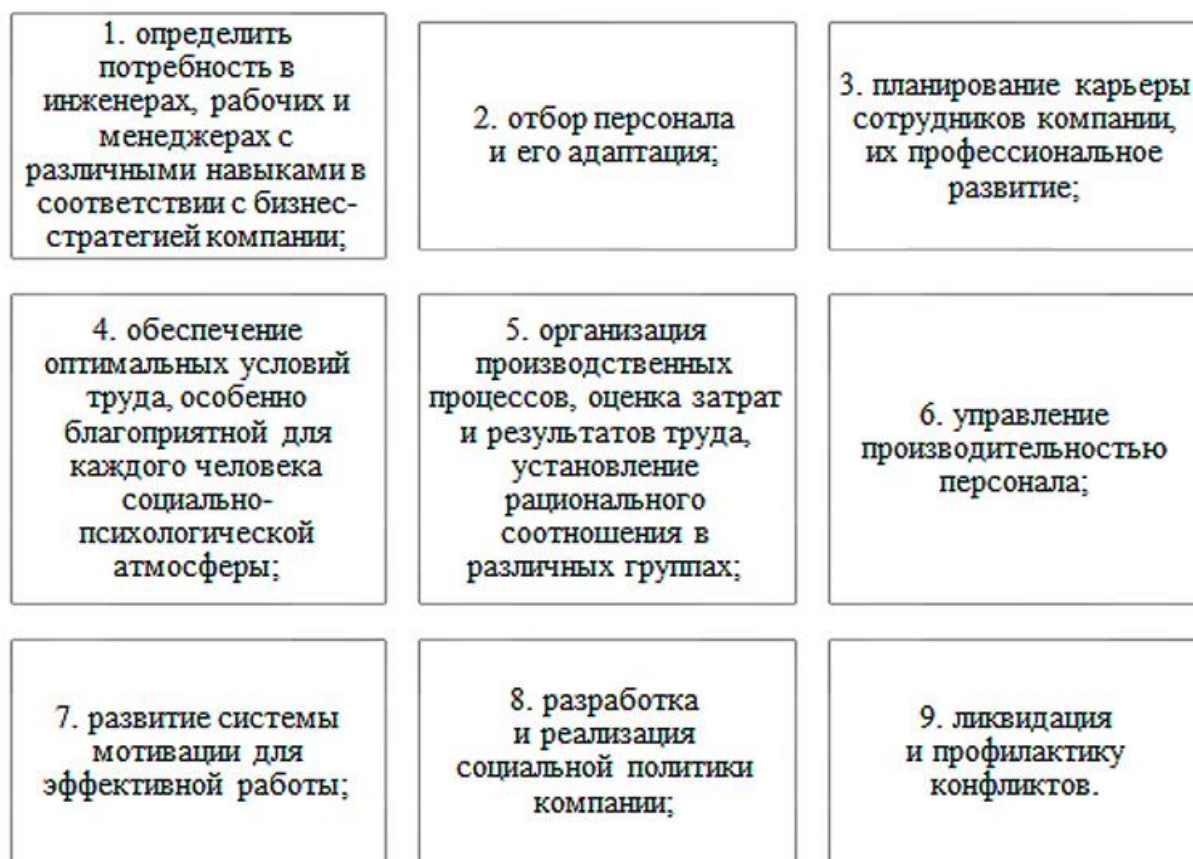 1. определить
потребность в
инженерах, рабочих и
менеджерах с
различными навыками в
соответствии с бизнес-
стратегией компании;
2. отбор персонала
и его адаптация;
3. планирование карьеры
сотрудников компании,
их профессиональное
развитие;
4. обеспечение
оптимальных условий
труда, особенно
благоприятной для
каждого человека
социально-
психологической
атмосферы;
5. организация
производственных
процессов, оценка затрат
и результатов труда,
установление
рационального
соотношения в
различных группах;
6. управление
производительностью
персонала;
7. развитие системы
мотивации для
эффективной работы;
8. разработка
и реализация
социальной политики
компании;
9. ликвидация
и профилактику
конфликтов.